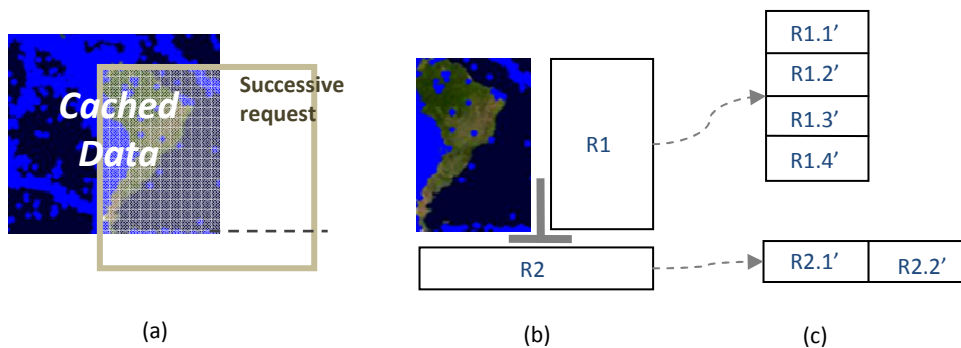 Cached
Data
Successive
request
R1
R2
R1.1’
R1.2’
R1.3’
R1.4’
R2.1’
R2.2’
(a)
(b)
(c)